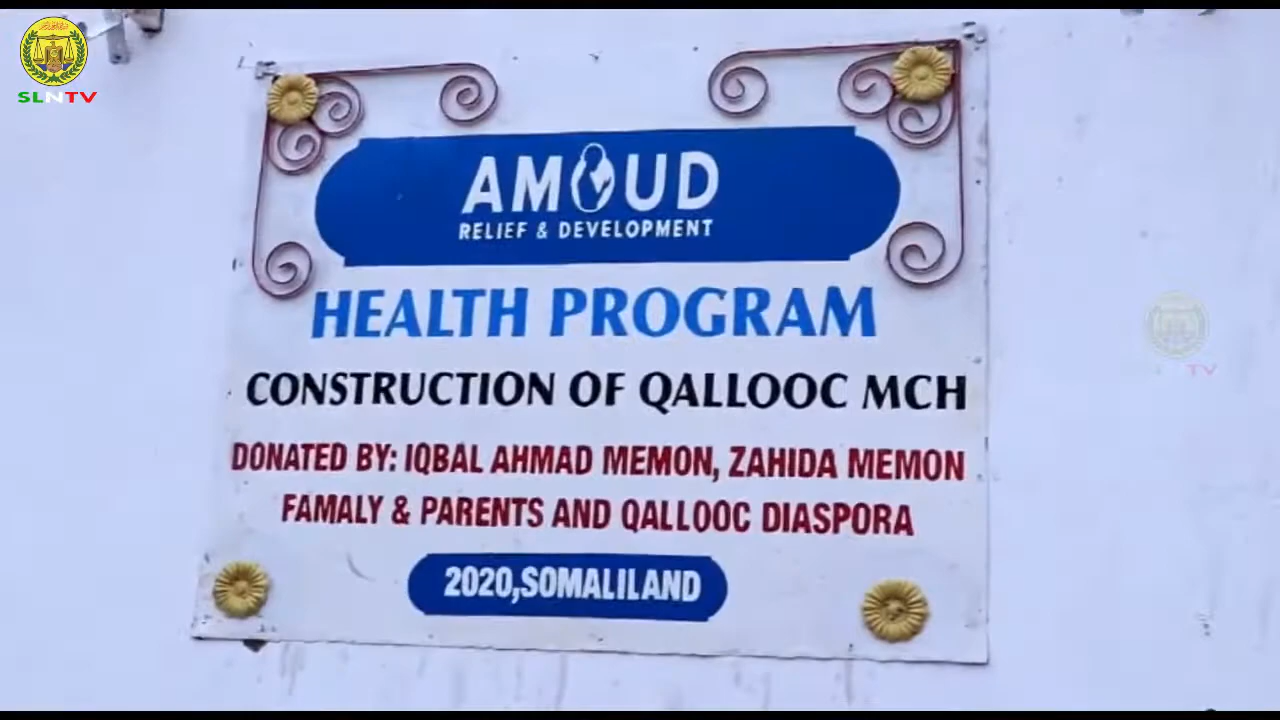 SLNTV
AMOUD
RELIEF & DEVELOPMENT
HEALTH PROGRAM
CONSTRUCTION OF QALLOOC MCH
DONATED BY: IQBAL AHMAD MEMON, ZAHIDA MEMON
FAMALY & PARENTS AND QALLOOC DIASPORA
2020,SOMALILAND
TV